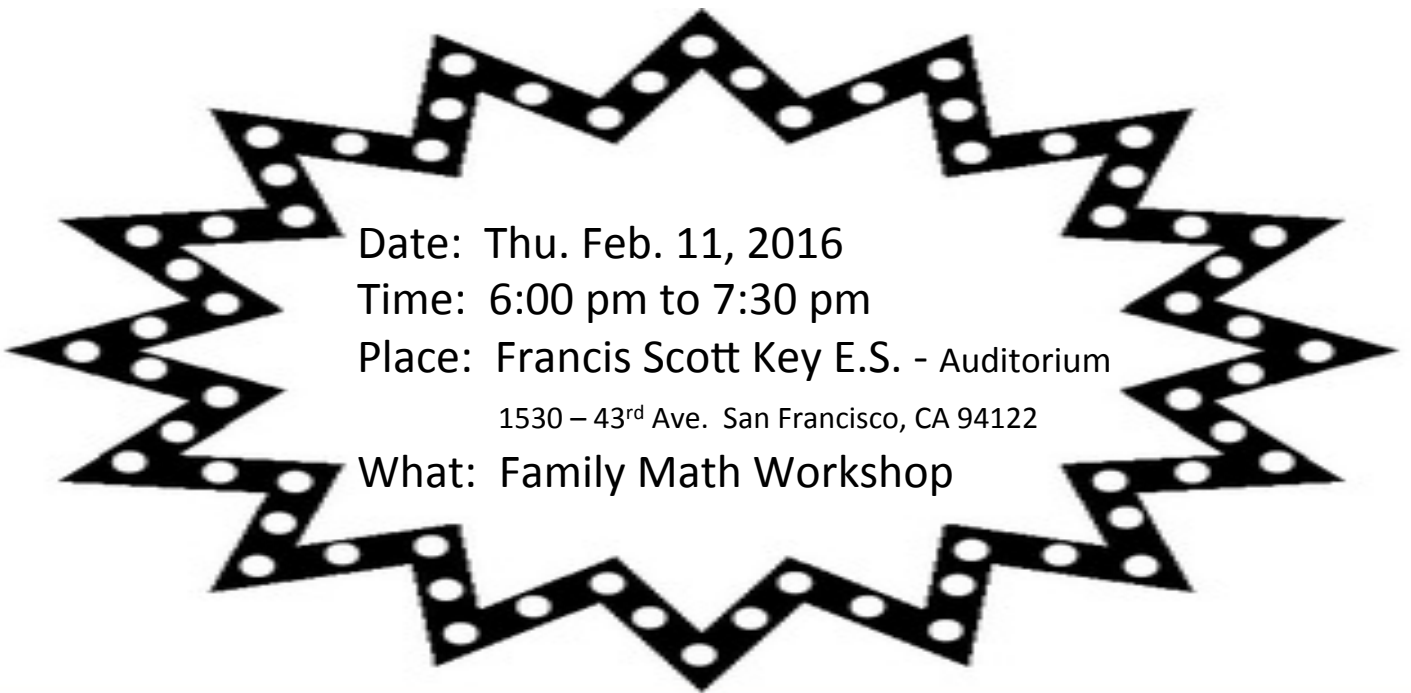 Date:  Thu. Feb. 11, 2016
Time:  6:00 pm to 7:30 pm
Place:  Francis Scott Key E.S. - Auditorium
1530 – 43rd Ave.  San Francisco, CA 94122
What:  Family Math Workshop